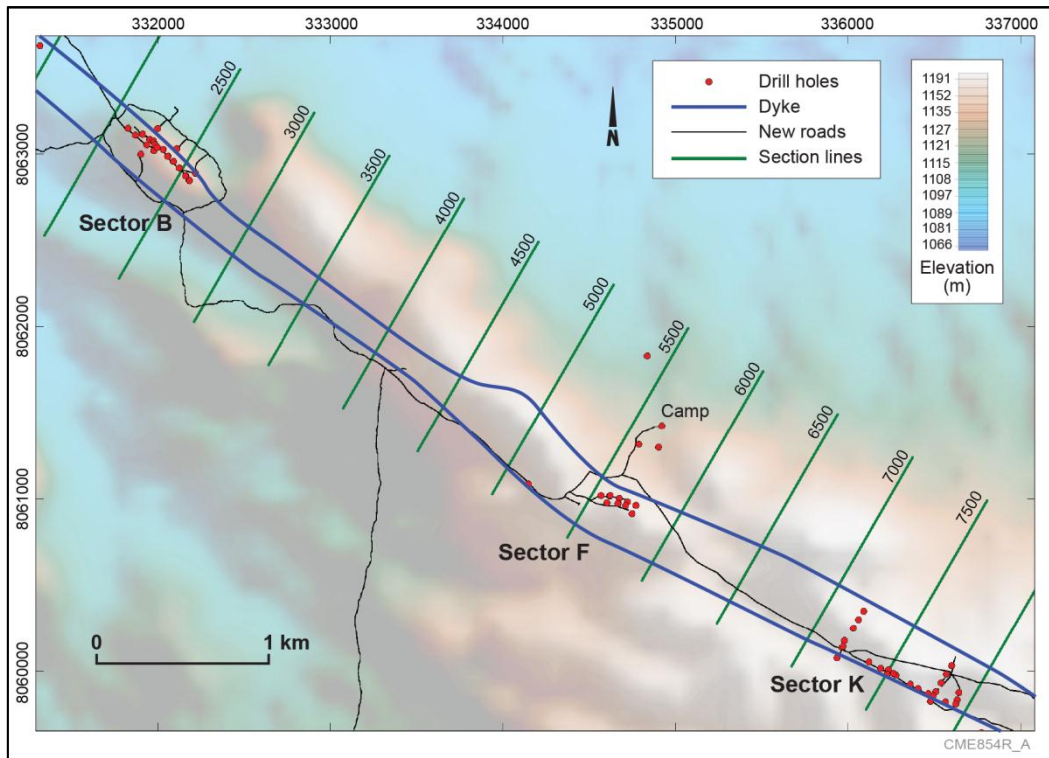 332000
333000
334000
335000
336000
337000
8063000
8062000
8061000
8060000
Drill holes
Dyke
New roads
Section lines
N
1191
1152
1135
1127
1121
1115
1108
1097
1089
1081
1066
Elevation
(m)
2500
3000
3500
4000
4500
5000
5500
6000
6500
7000
7500
Sector B
Camp
Sector F
Sector K
0
1 km
CME854R_A